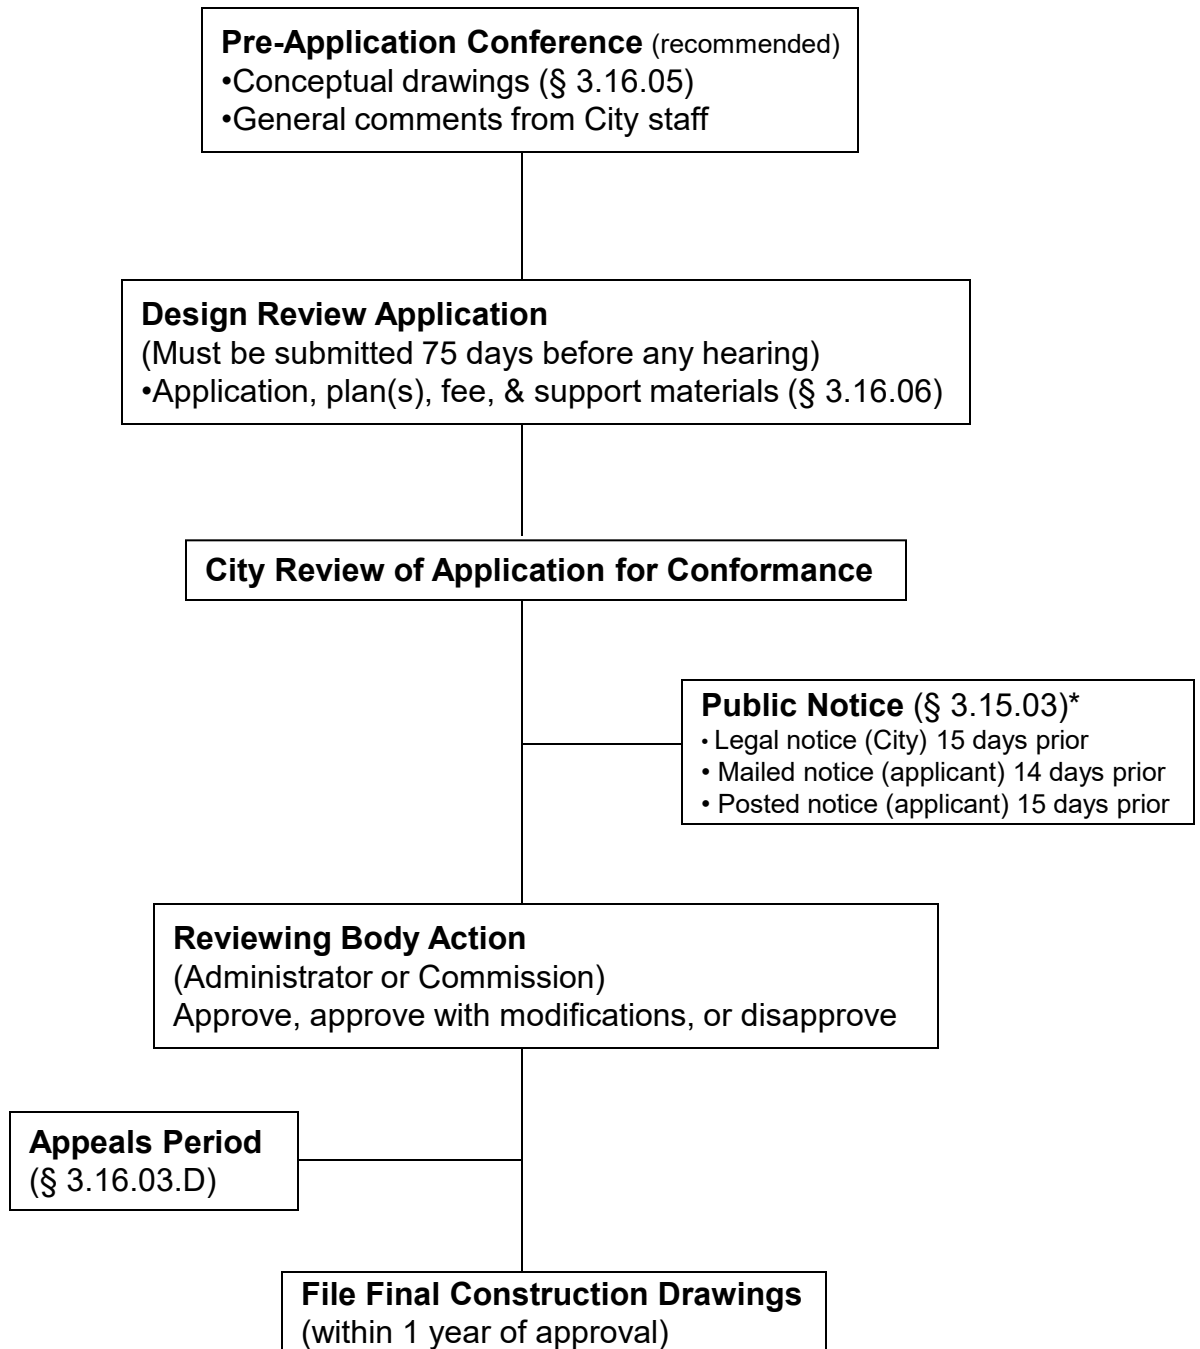 Pre-Application Conference (recommended)
•Conceptual drawings (§ 3.16.05)
•General comments from City staff
Design Review Application
(Must be submitted 75 days before any hearing)
•Application, plan(s), fee, & support materials (§ 3.16.06)
City Review of Application for Conformance
Public Notice (§ 3.15.03)*
• Legal notice (City) 15 days prior
• Mailed notice (applicant) 14 days prior
• Posted notice (applicant) 15 days prior
Reviewing Body Action
(Administrator or Commission)
Approve, approve with modifications, or disapprove
Appeals Period
(§ 3.16.03.D)
File Final Construction Drawings
(within 1 year of approval)